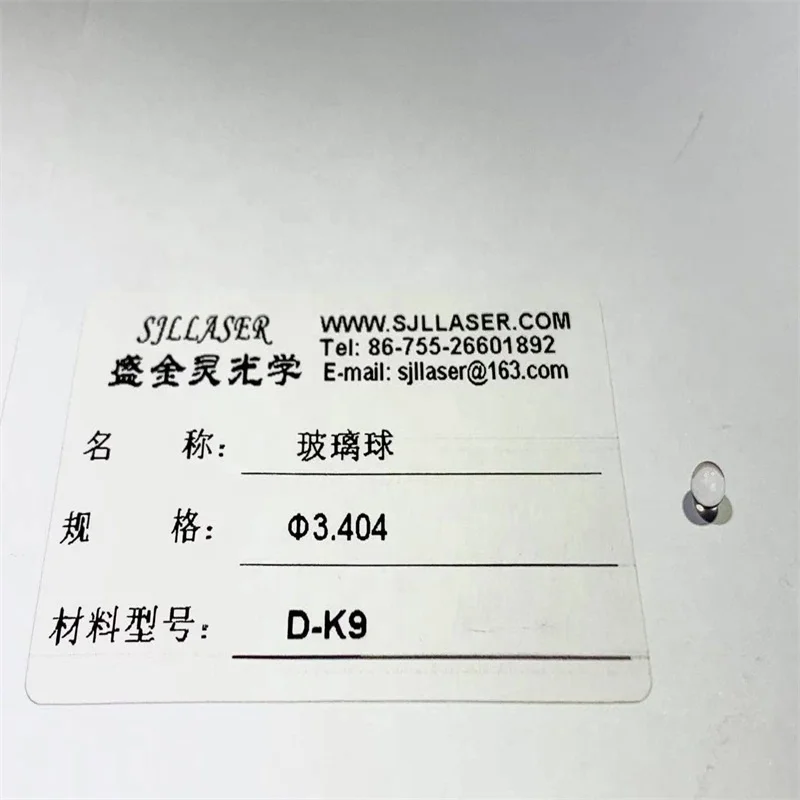 SJLLASER
盛金灵光学
WWW.SJLLASER.COM
Tel: 86-755-26601892
E-mail: sjllaser@163.com
名 称: 玻璃球
规 格: Φ3.404
材料型号: D-K9